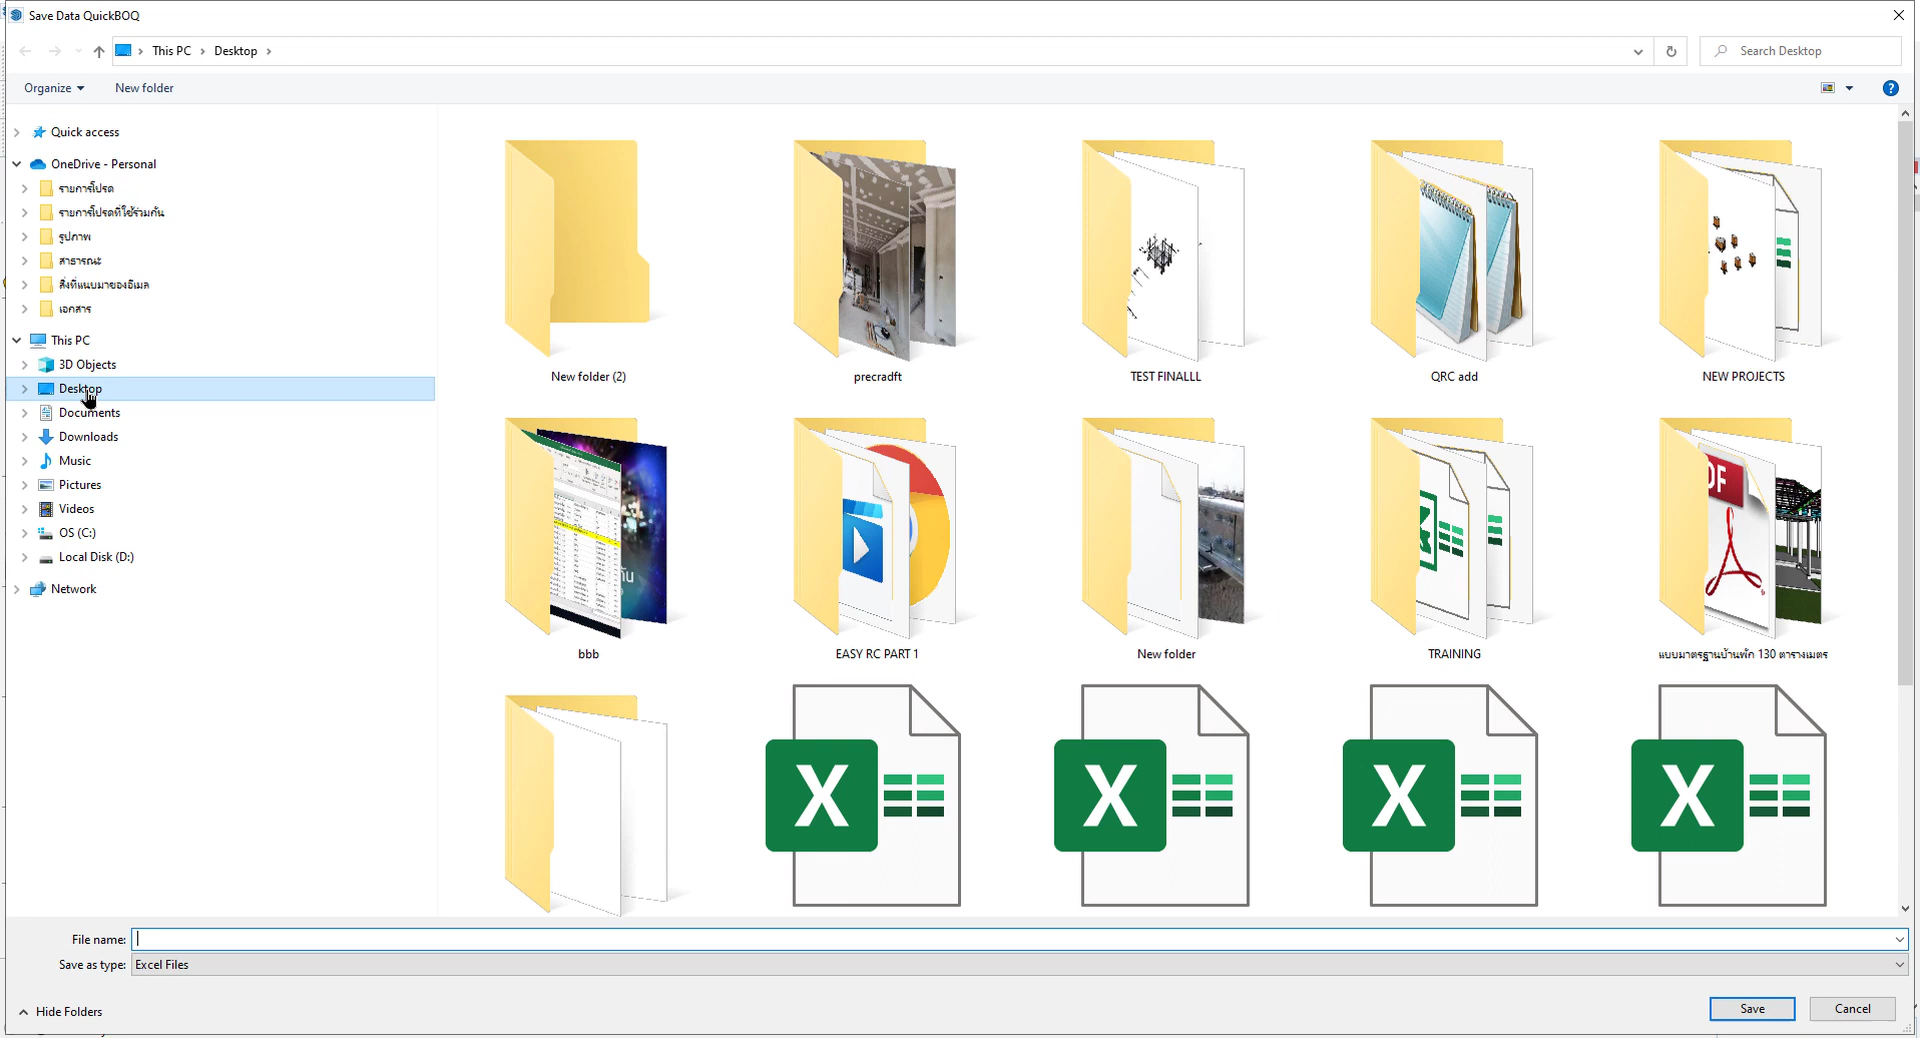 Save Data QuickBOQ
This PC
Desktop
Search Desktop
Organize
New folder
Quick access
OneDrive - Personal
รายการโปรด
รายการโปรดที่ใช้ร่วมกัน
รูปภาพ
สาธารณะ
สิ่งที่แนบมาของอีเมล
เอกสาร
This PC
3D Objects
Desktop
Documents
Downloads
Music
Pictures
Videos
OS (C:)
Local Disk (D:)
Network
New folder (2)
precradft
TEST FINALLL
QRC add
NEW PROJECTS
bbb
EASY RC PART 1
New folder
TRAINING
แบบมาตรฐานบ้านพัก 130 ตารางเมตร
File name:
Save as type:
Excel Files
Hide Folders
Save
Cancel